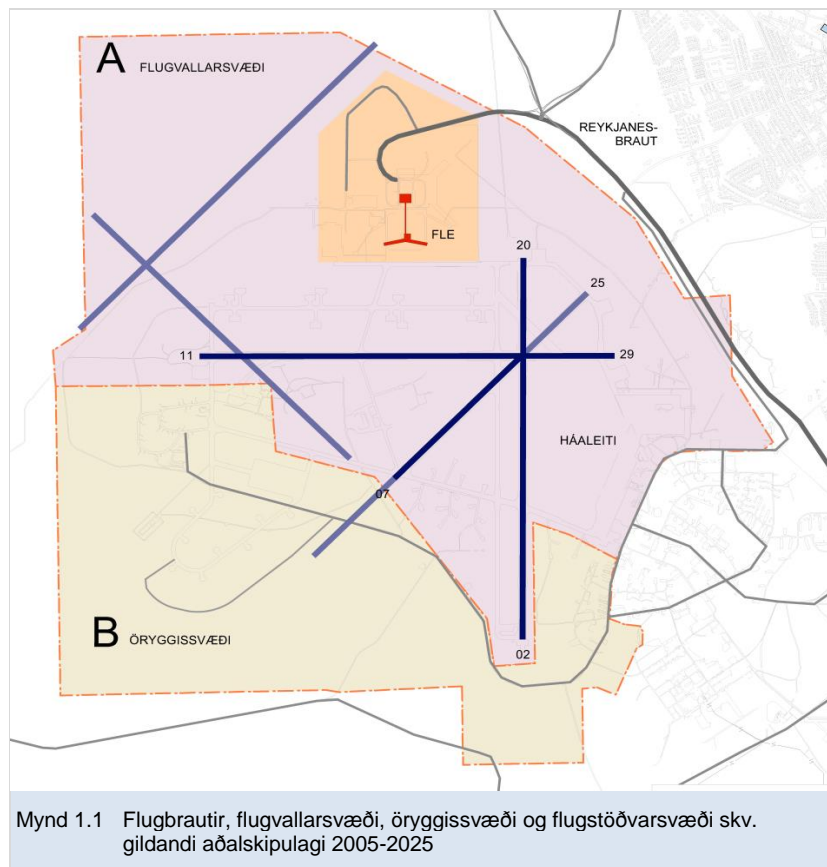 A FLUGVALLARSVÆÐI
REYKJANES-
BRAUT
FLE
20
25
11
29
HÁALEITI
07
B ÖRYGGISSVÆÐI
02
Mynd 1.1 Flugbrautir, flugvallarsvæði, öryggissvæði og flugstöðvarsvæði skv.
gildandi aðalskipulagi 2005-2025